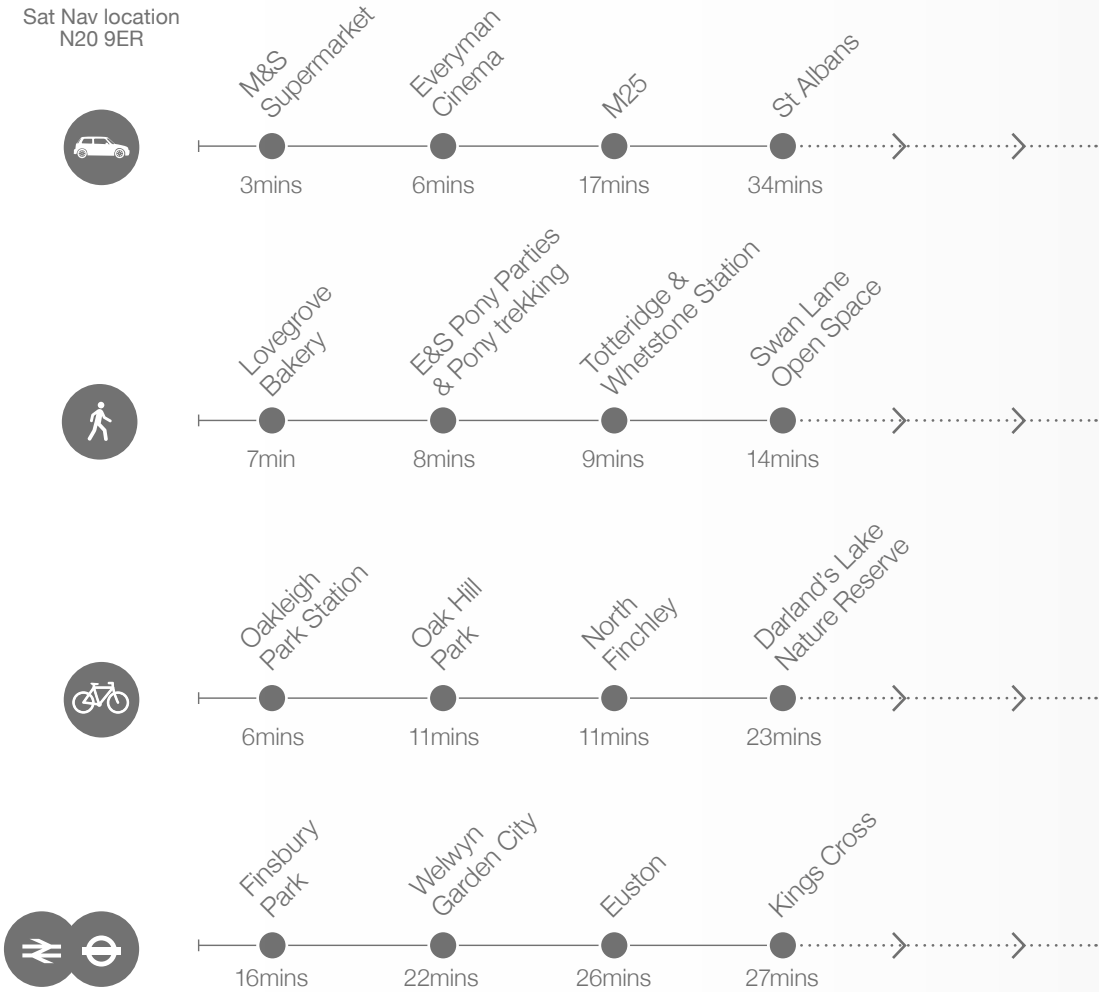 Sat Nav location
N20 9ER
M&S
Supermarket
Everyman
Cinema
M25
St Albans
3mins
6mins
17mins
34mins
Lovegrove
Bakery
E&S Pony Parties
& Pony trekking
Totteridge &
Whetstone Station
Swan Lane
Open Space
7min
8mins
9mins
14mins
Oakleigh
Park Station
Oak Hill
Park
North
Finchley
Darland's Lake
Nature Reserve
6mins
11mins
11mins
23mins
Finsbury
Park
Welwyn
Garden City
Euston
Kings Cross
16mins
22mins
26mins
27mins